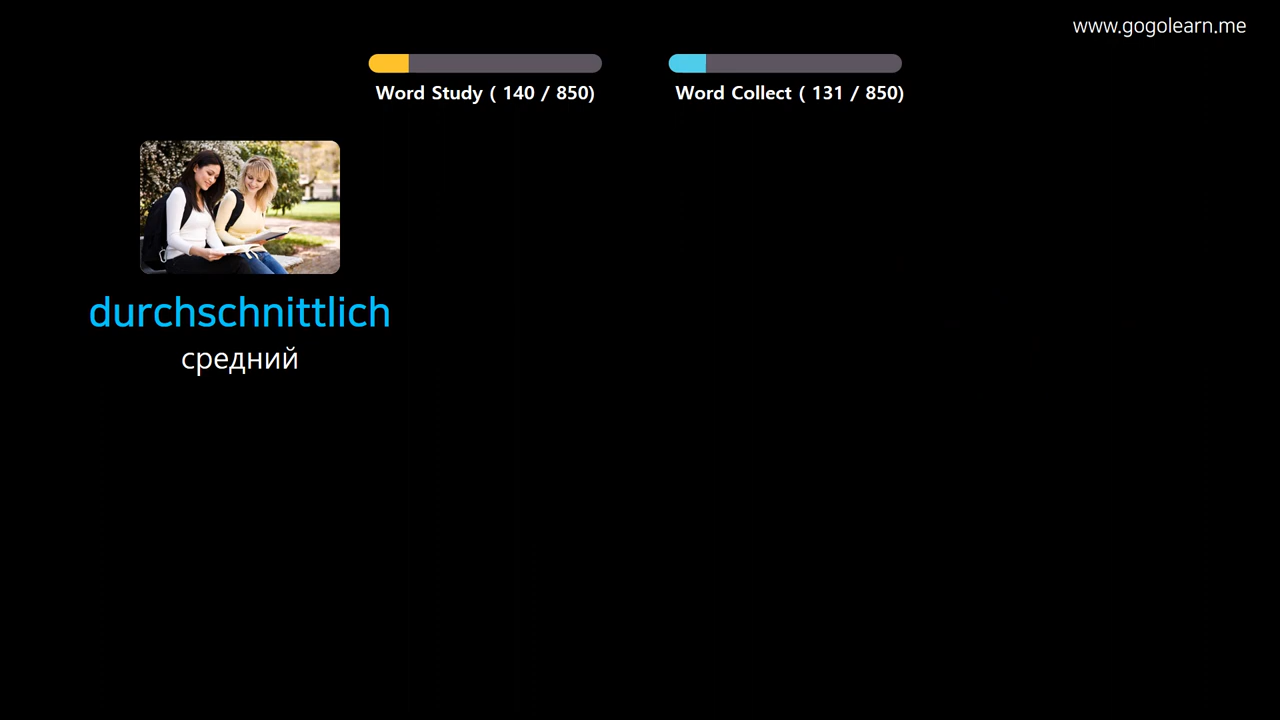 www.gogolearn.me
Word Study ( 140 / 850)
Word Collect ( 131 / 850)
durchschnittlich
средний